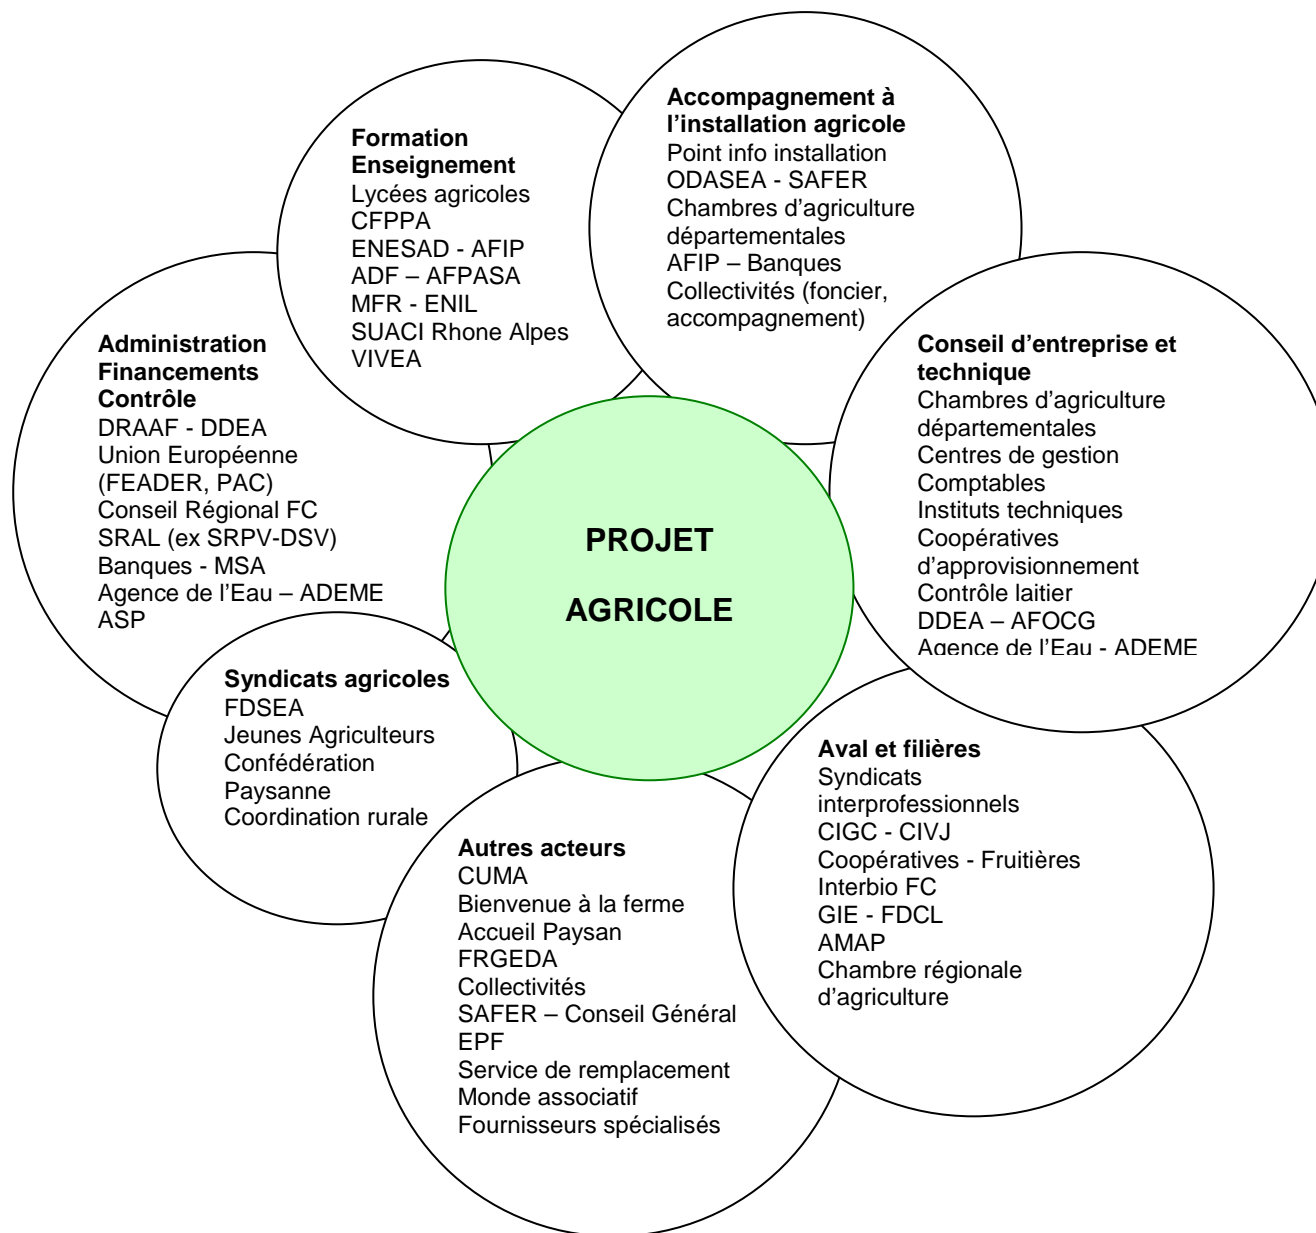 Accompagnement à
l’installation agricole
Point info installation
ODASEA - SAFER
Chambres d’agriculture
départementales
AFIP – Banques
Collectivités (foncier,
accompagnement)
Formation
Enseignement
Lycées agricoles
CFPPA
ENESAD - AFIP
ADF – AFPASA
MFR - ENIL
SUACI Rhone Alpes
VIVEA
Administration
Financements
Contrôle
DRAAF - DDEA
Union Européenne
(FEADER, PAC)
Conseil Régional FC
SRAL (ex SRPV-DSV)
Banques - MSA
Agence de l’Eau – ADEME
ASP
Conseil d’entreprise et
technique
Chambres d’agriculture
départementales
Centres de gestion
Comptables
Instituts techniques
Coopératives
d’approvisionnement
Contrôle laitier
DDEA – AFOCG
Agence de l’Eau - ADEME
PROJET
AGRICOLE
Syndicats agricoles
FDSEA
Jeunes Agriculteurs
Confédération
Paysanne
Coordination rurale
Aval et filières
Syndicats
interprofessionnels
CIGC - CIVJ
Coopératives - Fruitières
Interbio FC
GIE - FDCL
AMAP
Chambre régionale
d’agriculture
Autres acteurs
CUMA
Bienvenue à la ferme
Accueil Paysan
FRGEDA
Collectivités
SAFER – Conseil Général
EPF
Service de remplacement
Monde associatif
Fournisseurs spécialisés